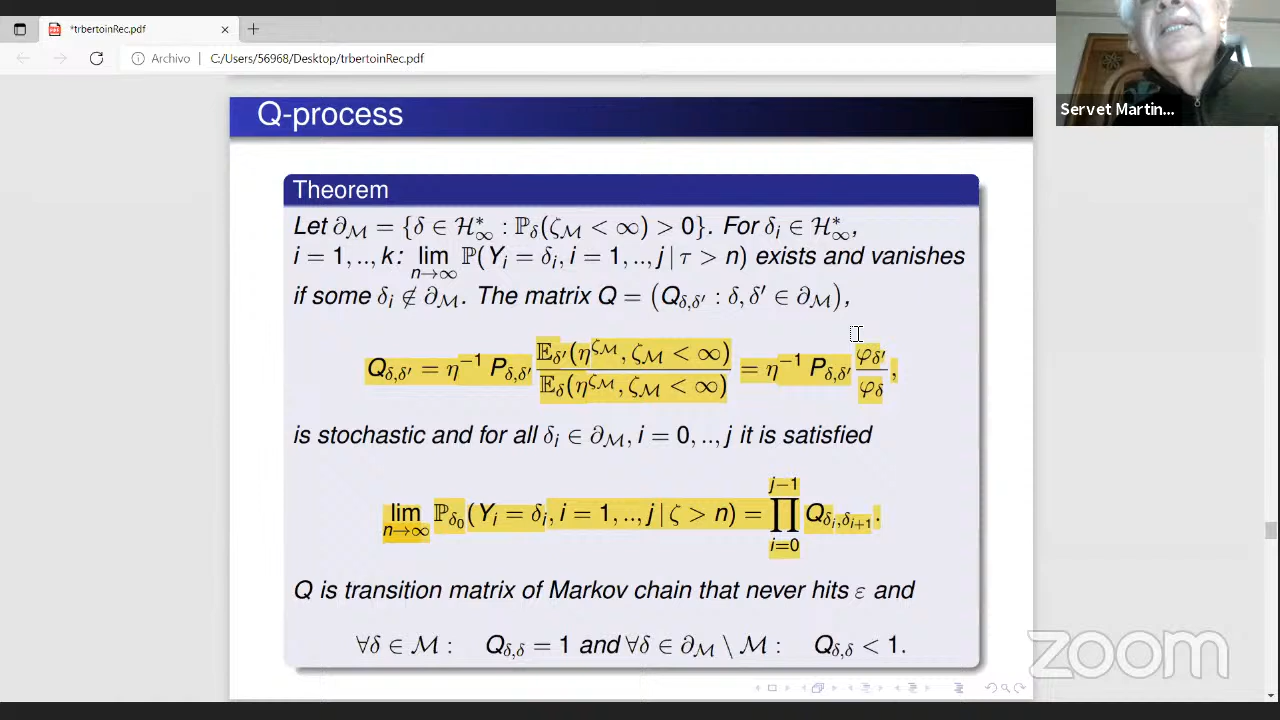 *trbertoinRec.pdf
Archivo | C:/Users/56968/Desktop/trbertoinRec.pdf
Servet Martin...
Q-process
Theorem
Let ∂_ℳ = {δ ∈ ℋ*_∞ : ℙ_δ(ζ_ℳ < ∞) > 0}. For δ_i ∈ ℋ*_∞,
i = 1, .., k: lim_{n→∞} ℙ(Y_i = δ_i, i = 1, .., j | τ > n) exists and vanishes
if some δ_i ∉ ∂_ℳ. The matrix Q = (Q_{δ,δ′} : δ, δ′ ∈ ∂_ℳ),
Q_{δ,δ′} = η^{−1} P_{δ,δ′} 𝔼_{δ′}(η^{ζ_ℳ}, ζ_ℳ < ∞) / 𝔼_δ(η^{ζ_ℳ}, ζ_ℳ < ∞) = η^{−1} P_{δ,δ′} φ_{δ′} / φ_δ ,
is stochastic and for all δ_i ∈ ∂_ℳ, i = 0, .., j it is satisfied
lim_{n→∞} ℙ_{δ_0}(Y_i = δ_i, i = 1, .., j | ζ > n) = ∏_{i=0}^{j−1} Q_{δ_i,δ_{i+1}}.
Q is transition matrix of Markov chain that never hits ε and
∀δ ∈ ℳ : Q_{δ,δ} = 1 and ∀δ ∈ ∂_ℳ \ ℳ : Q_{δ,δ} < 1.
zoom